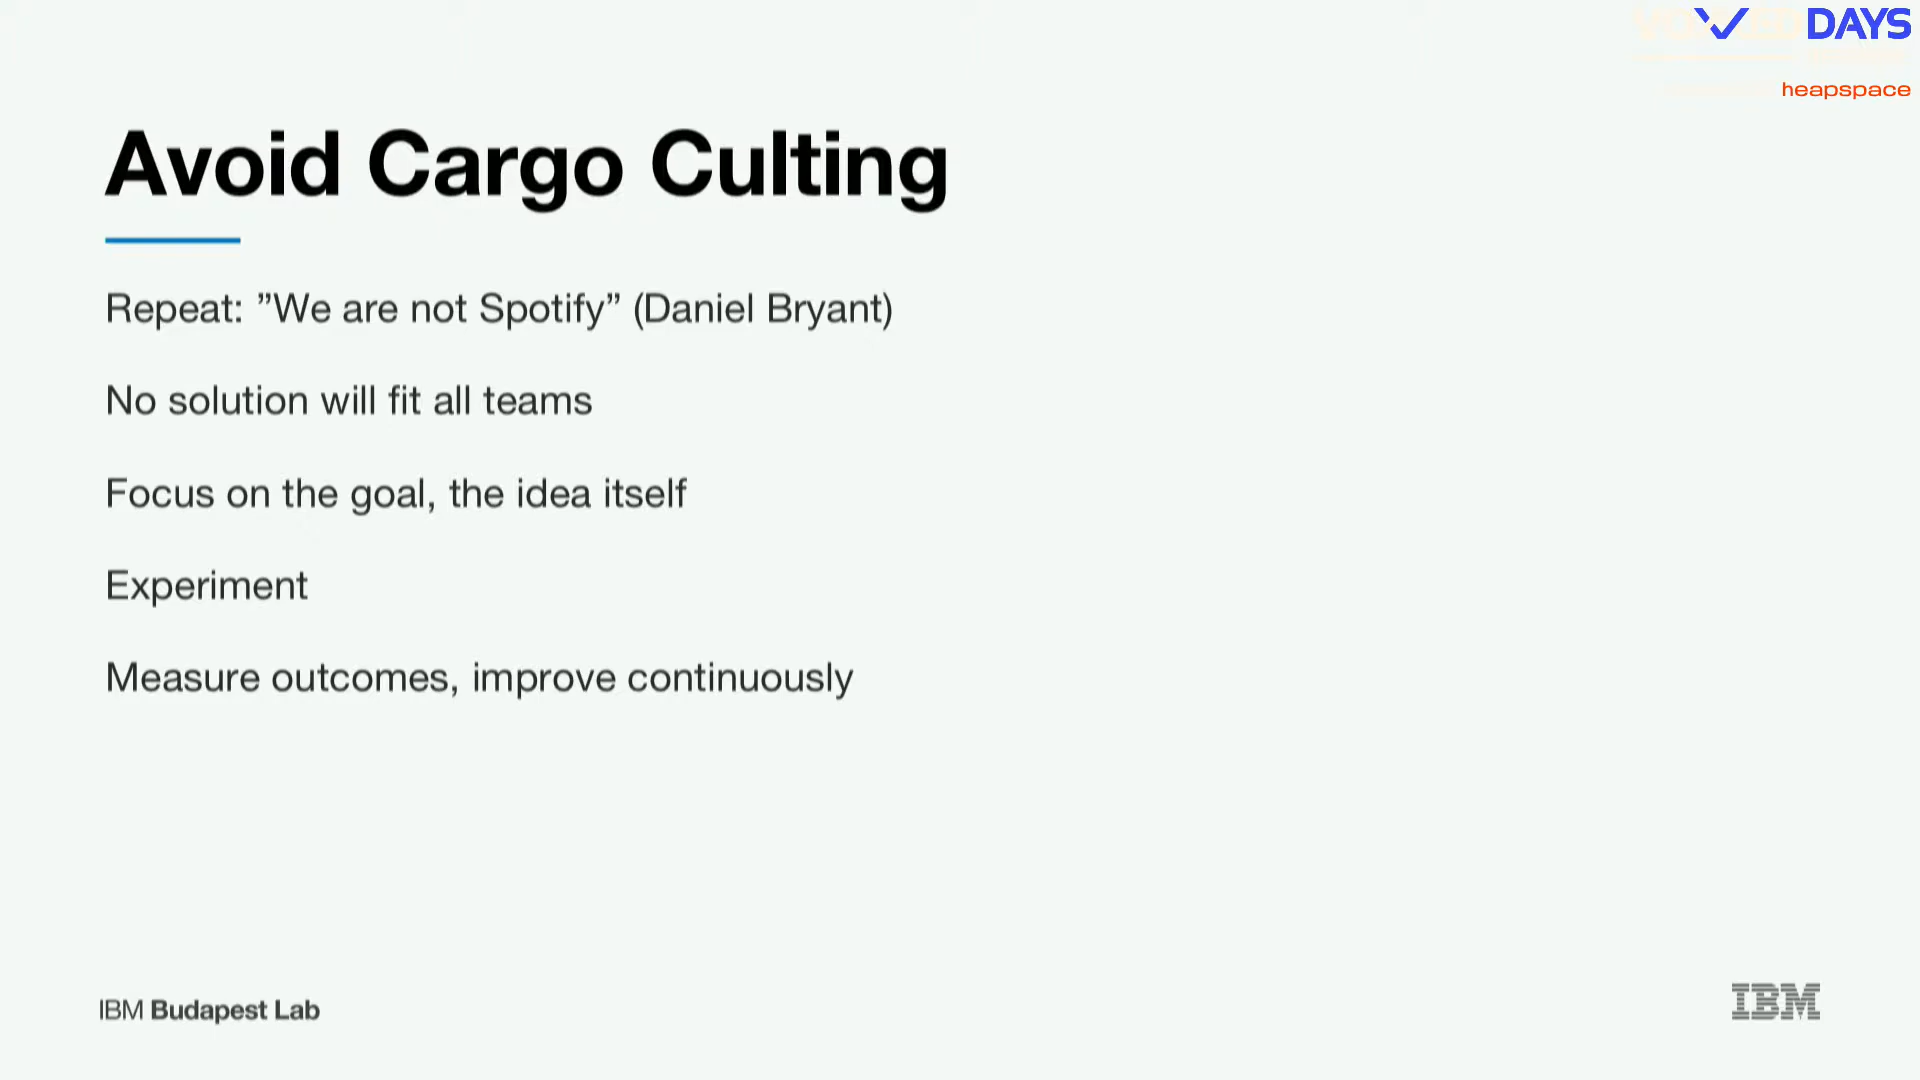 VOXXED DAYS
heapspace
Avoid Cargo Culting
Repeat: ”We are not Spotify” (Daniel Bryant)
No solution will fit all teams
Focus on the goal, the idea itself
Experiment
Measure outcomes, improve continuously
IBM Budapest Lab
IBM